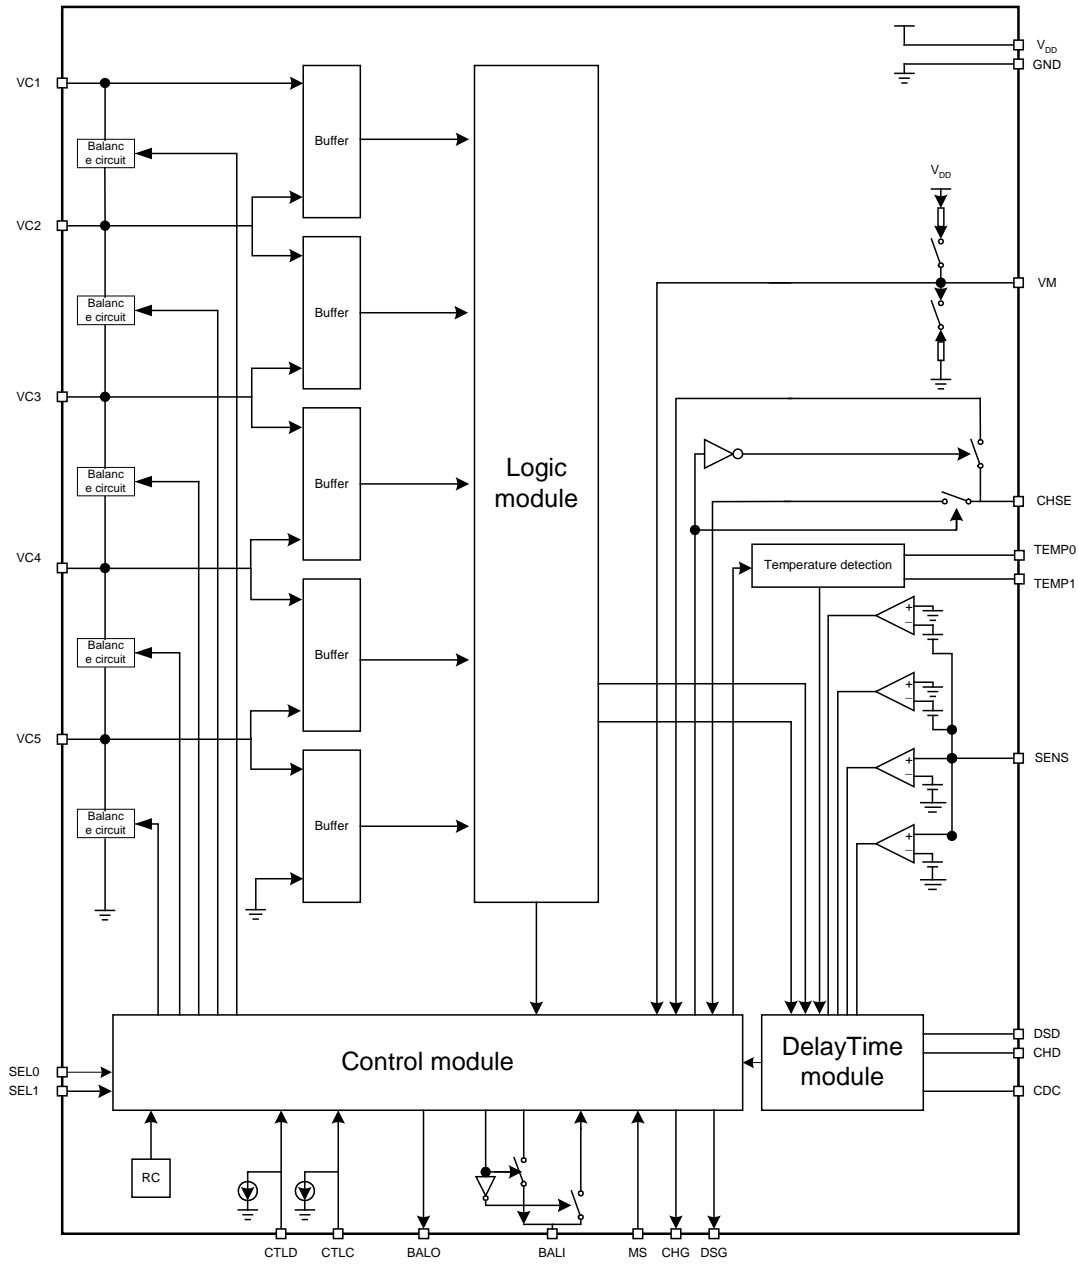 V_DD
GND
VC1
Balanc
e circuit
Buffer
V_DD
VC2
Buffer
VM
Balanc
e circuit
VC3
Buffer
Logic
module
Balanc
e circuit
CHSE
TEMP0
Temperature detection
TEMP1
VC4
+
−
Balanc
e circuit
Buffer
+
−
VC5
SENS
+
−
Balanc
e circuit
Buffer
+
−
DSD
CHD
CDC
Control module
DelayTime
module
SEL0
SEL1
RC
CTLD
CTLC
BALO
BALI
MS
CHG
DSG